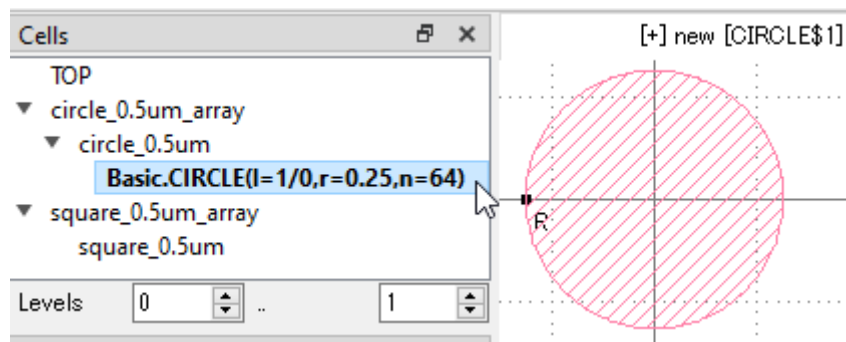 Cells
[+] new [CIRCLE$1]
TOP
circle_0.5um_array
circle_0.5um
Basic.CIRCLE(l=1/0,r=0.25,n=64)
square_0.5um_array
square_0.5um
R
Levels 0 .. 1